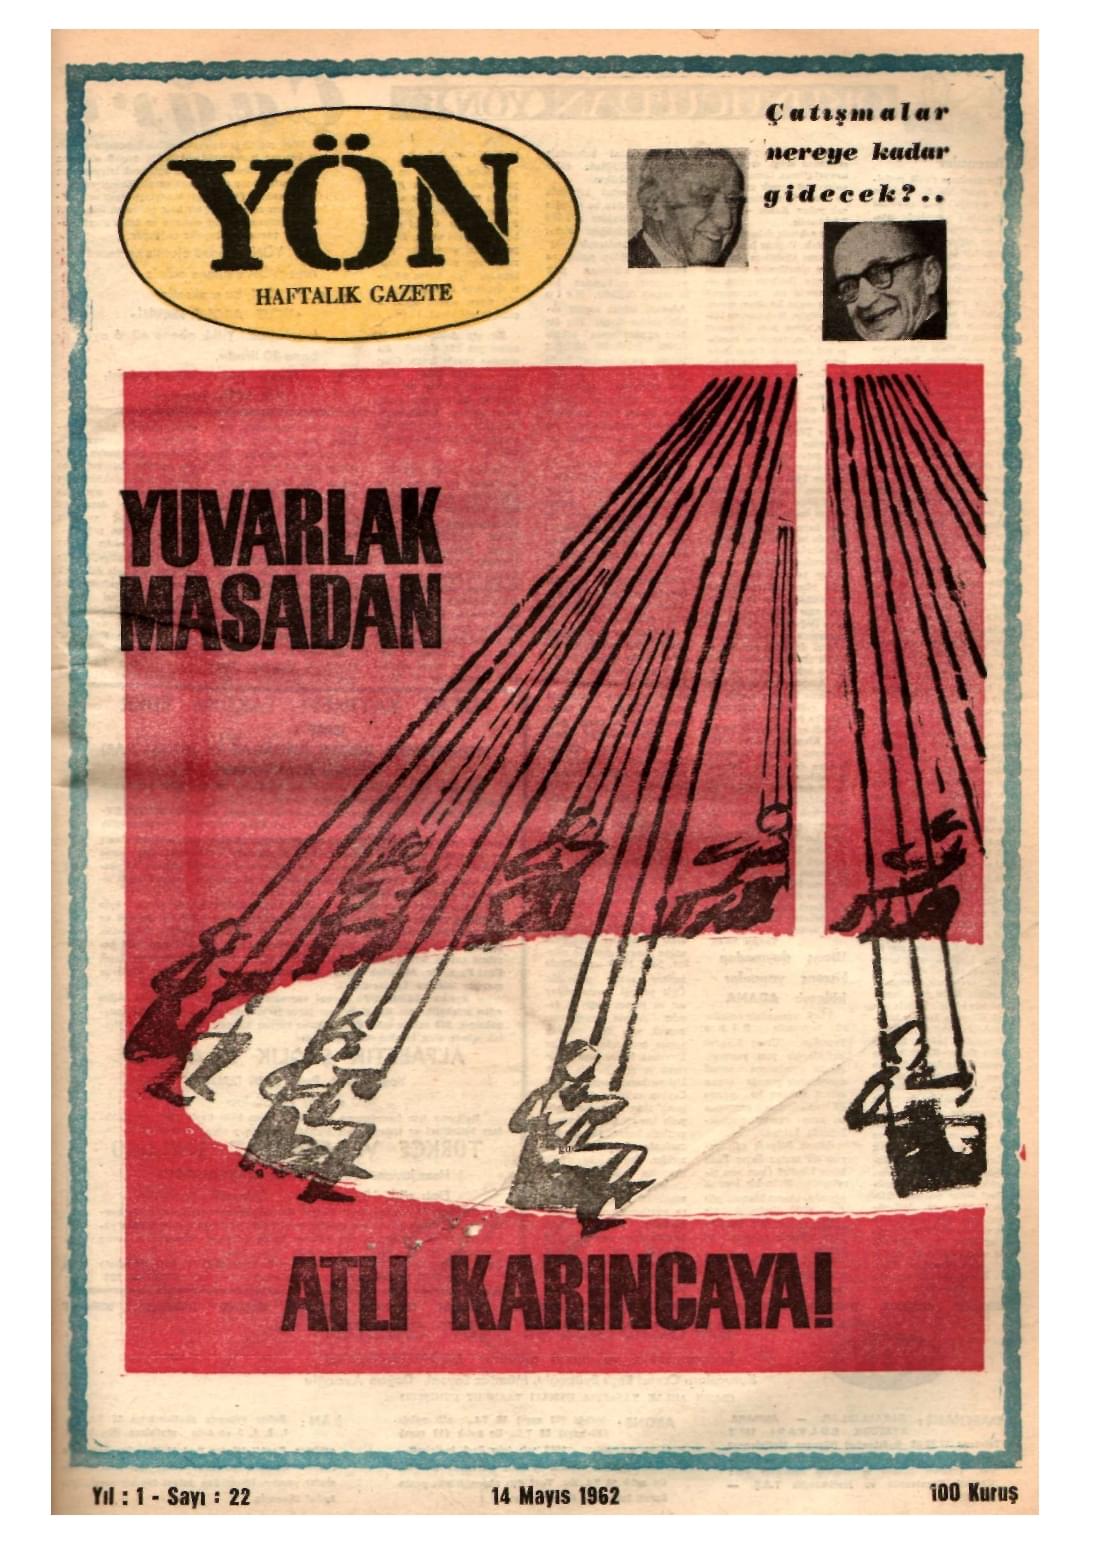 YÖN
HAFTALIK GAZETE
Çatışmalar
nereye kadar
gidecek?..
YUVARLAK
MASADAN
ATLI KARINCAYA!
Yıl : 1 - Sayı : 22
14 Mayıs 1962
100 Kuruş